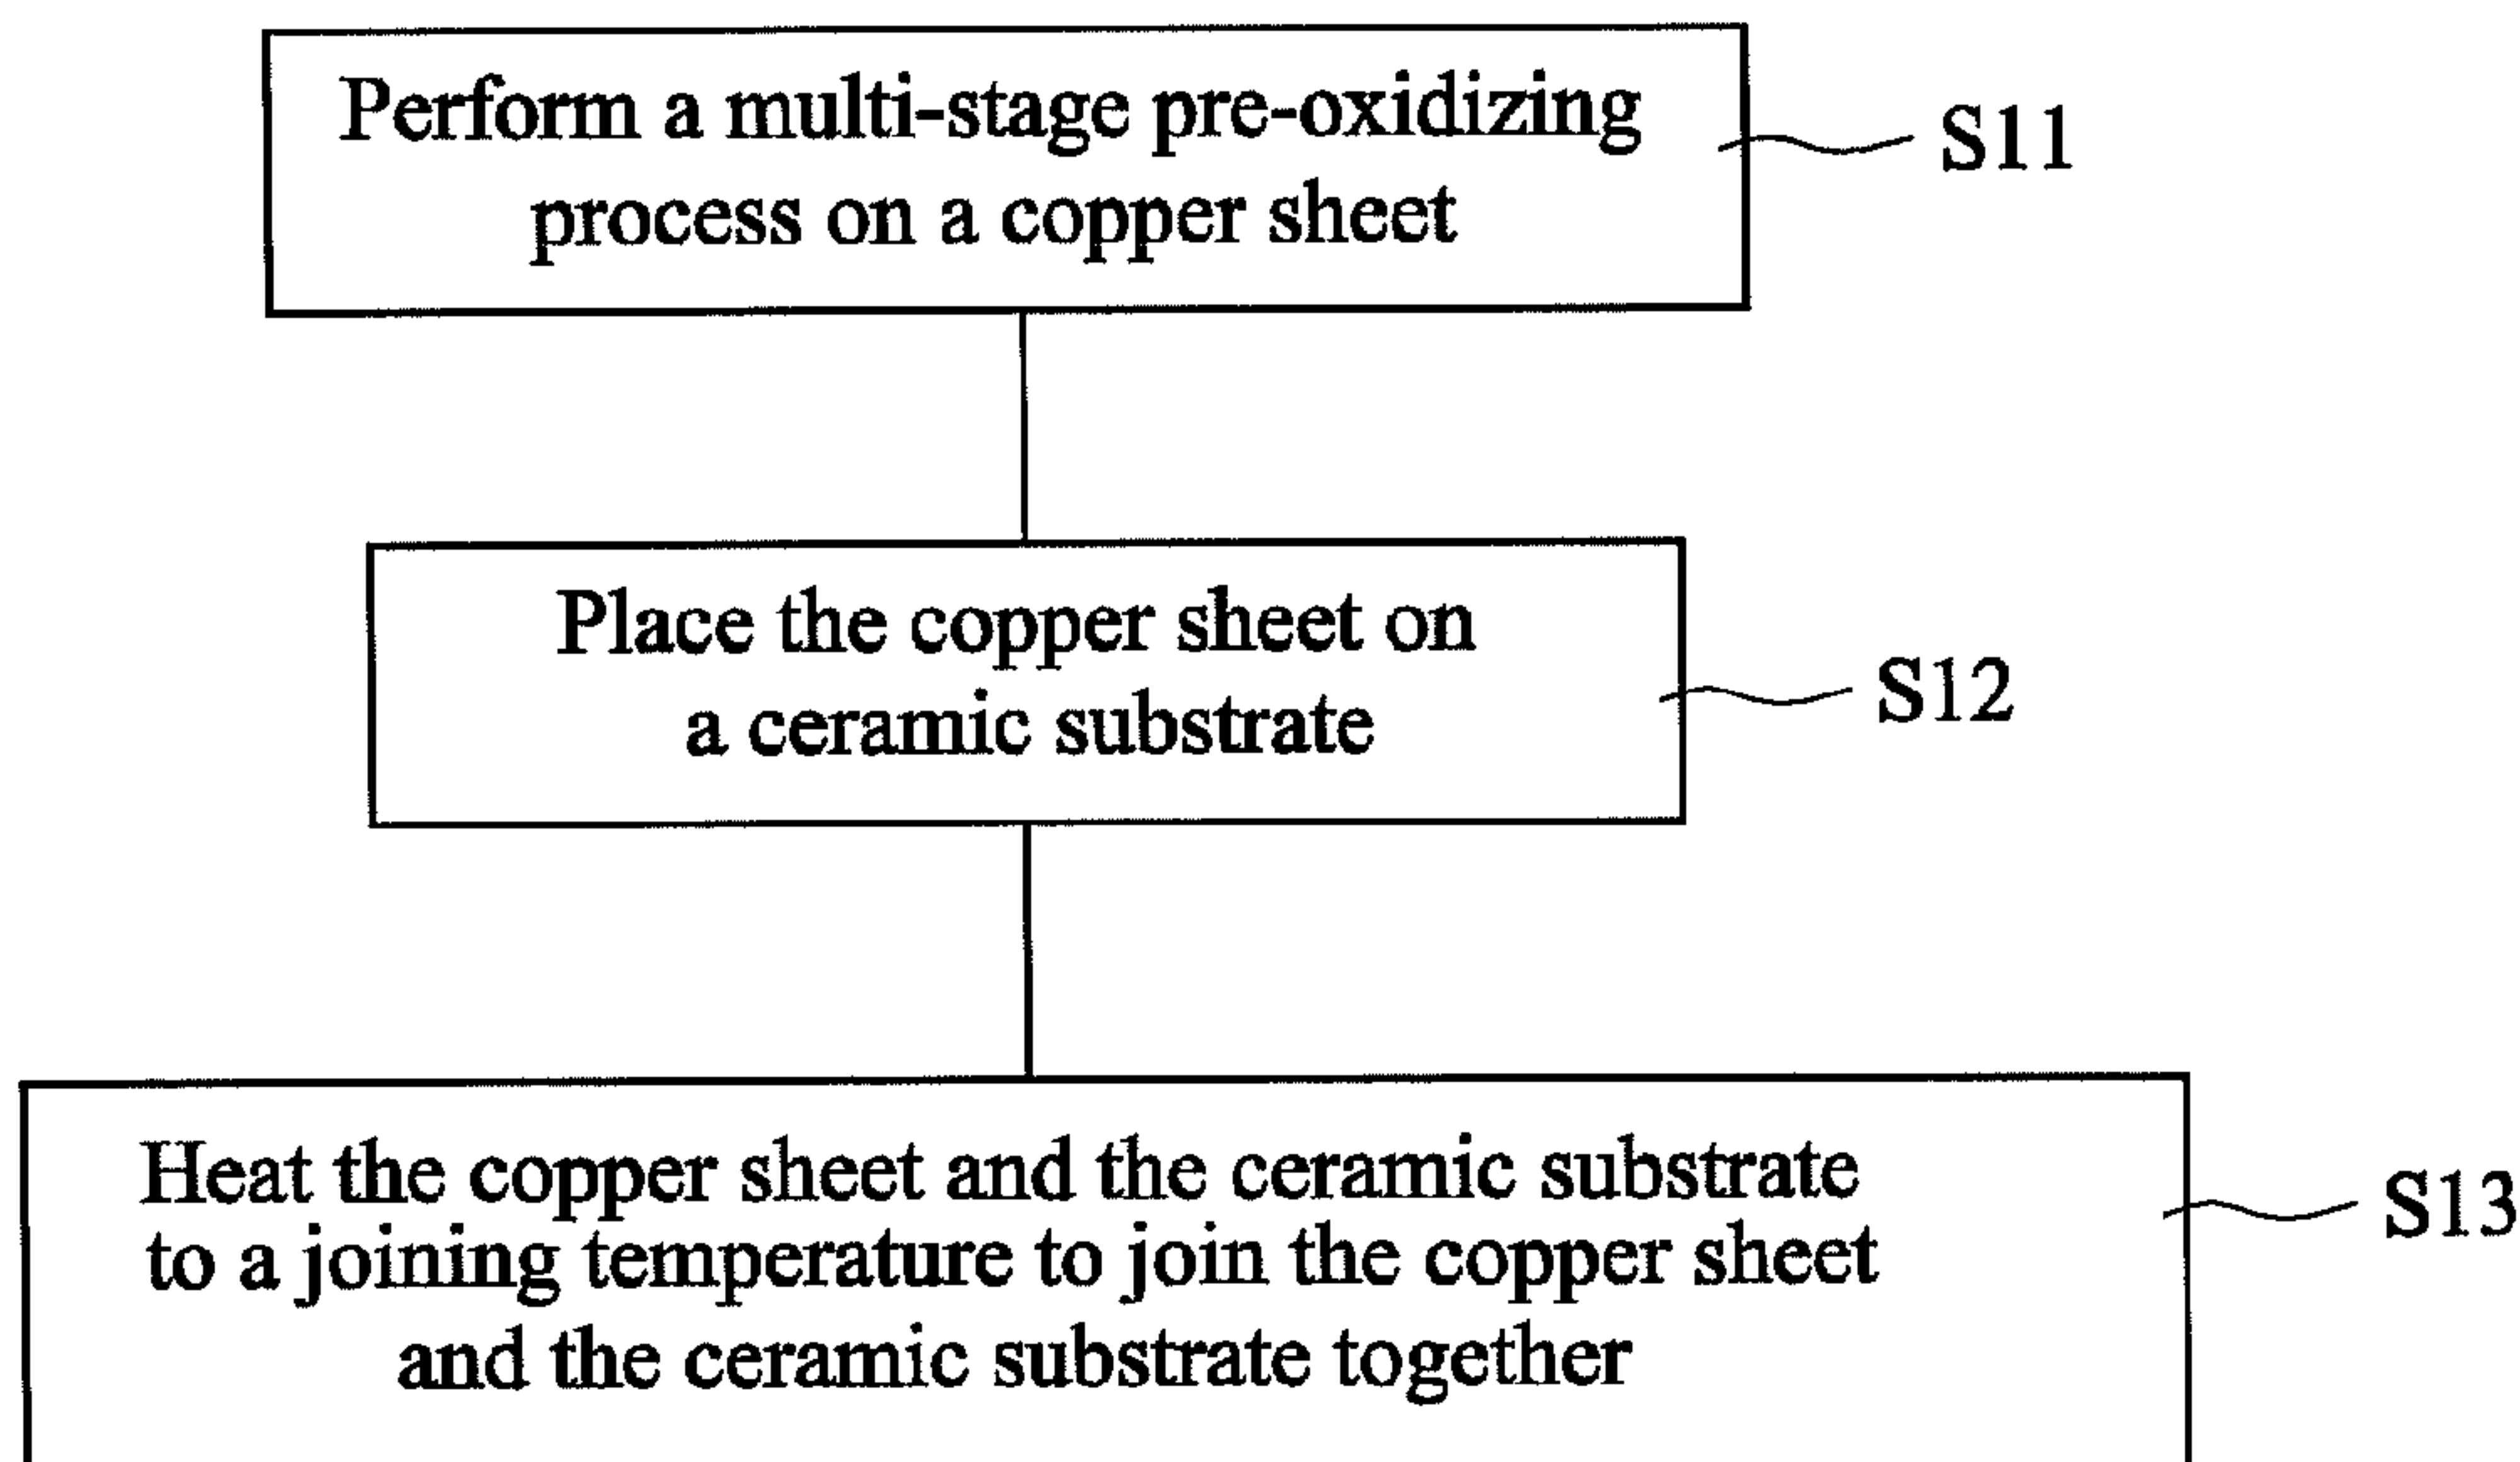 Perform a multi-stage pre-oxidizing
process on a copper sheet
S11
Place the copper sheet on
a ceramic substrate
S12
Heat the copper sheet and the ceramic substrate
to a joining temperature to join the copper sheet
and the ceramic substrate together
S13